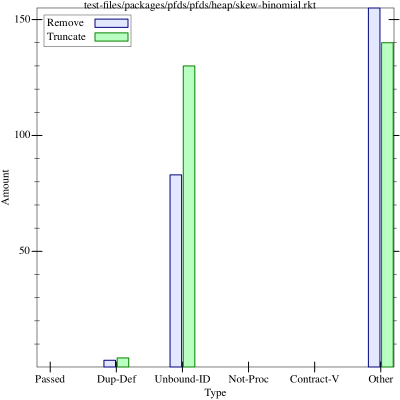 test-files/packages/pfds/pfds/heap/skew-binomial.rkt
Remove
Truncate
150
100
50
Amount
Passed Dup-Def Unbound-ID Not-Proc Contract-V Other
Type